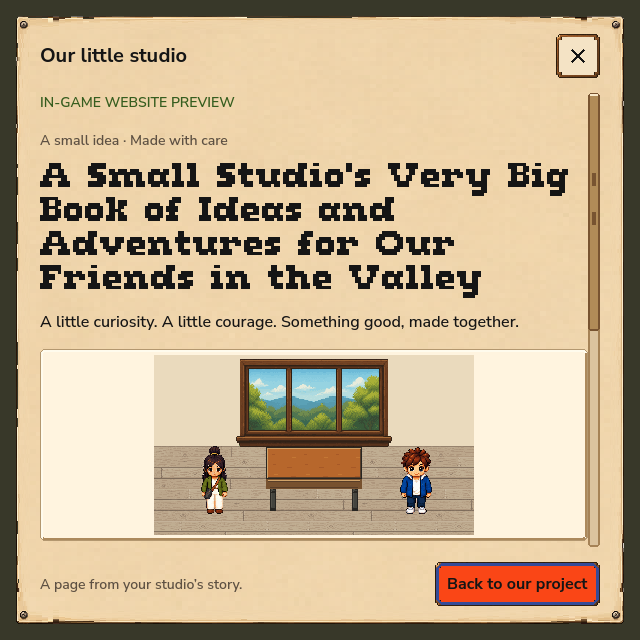 Our little studio
IN-GAME WEBSITE PREVIEW
A small idea · Made with care
A Small Studio's Very Big
Book of Ideas and
Adventures for Our
Friends in the Valley
A little curiosity. A little courage. Something good, made together.
A page from your studio's story.
Back to our project